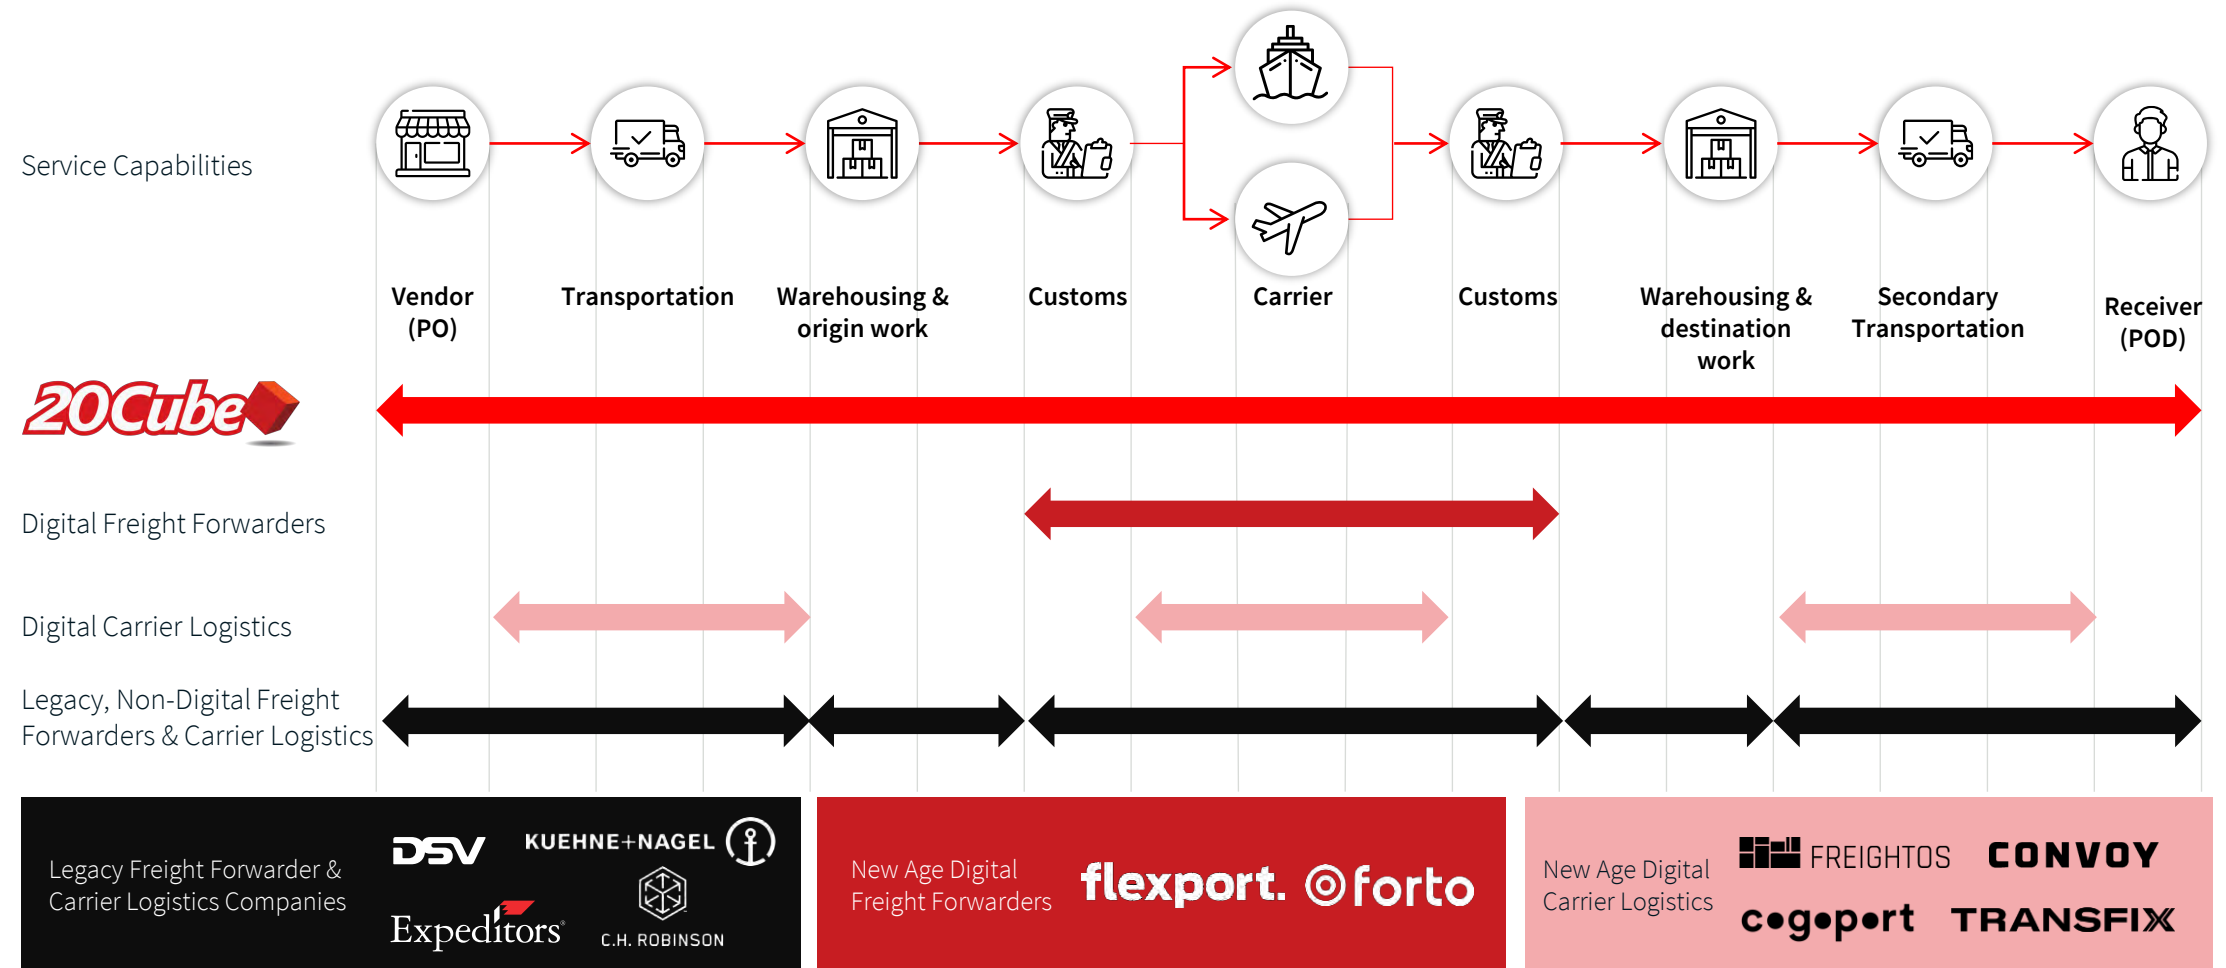 Service Capabilities
Vendor
(PO)
Transportation
Warehousing &
origin work
Customs
Carrier
Customs
Warehousing &
destination
work
Secondary
Transportation
Receiver
(POD)
20Cube
Digital Freight Forwarders
Digital Carrier Logistics
Legacy, Non-Digital Freight
Forwarders & Carrier Logistics
Legacy Freight Forwarder &
Carrier Logistics Companies
DSV
KUEHNE+NAGEL
Expeditors®
C.H. ROBINSON
New Age Digital
Freight Forwarders
flexport.
forto
New Age Digital
Carrier Logistics
FREIGHTOS
CONVOY
cogoport
TRANSFIX